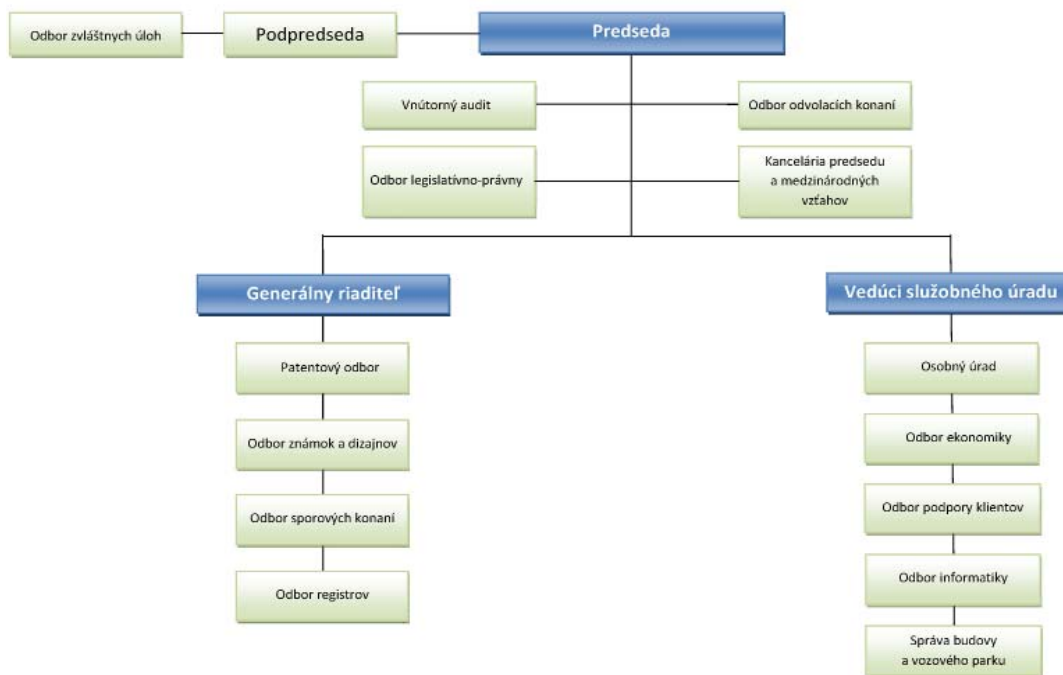 Odbor zvláštnych úloh
Podpredseda
Predseda
Vnútorný audit
Odbor odvolacích konaní
Odbor legislatívno-právny
Kancelária predsedu
a medzinárodných
vzťahov
Generálny riaditeľ
Vedúci služobného úradu
Patentový odbor
Odbor známok a dizajnov
Odbor sporových konaní
Odbor registrov
Osobný úrad
Odbor ekonomiky
Odbor podpory klientov
Odbor informatiky
Správa budovy
a vozového parku